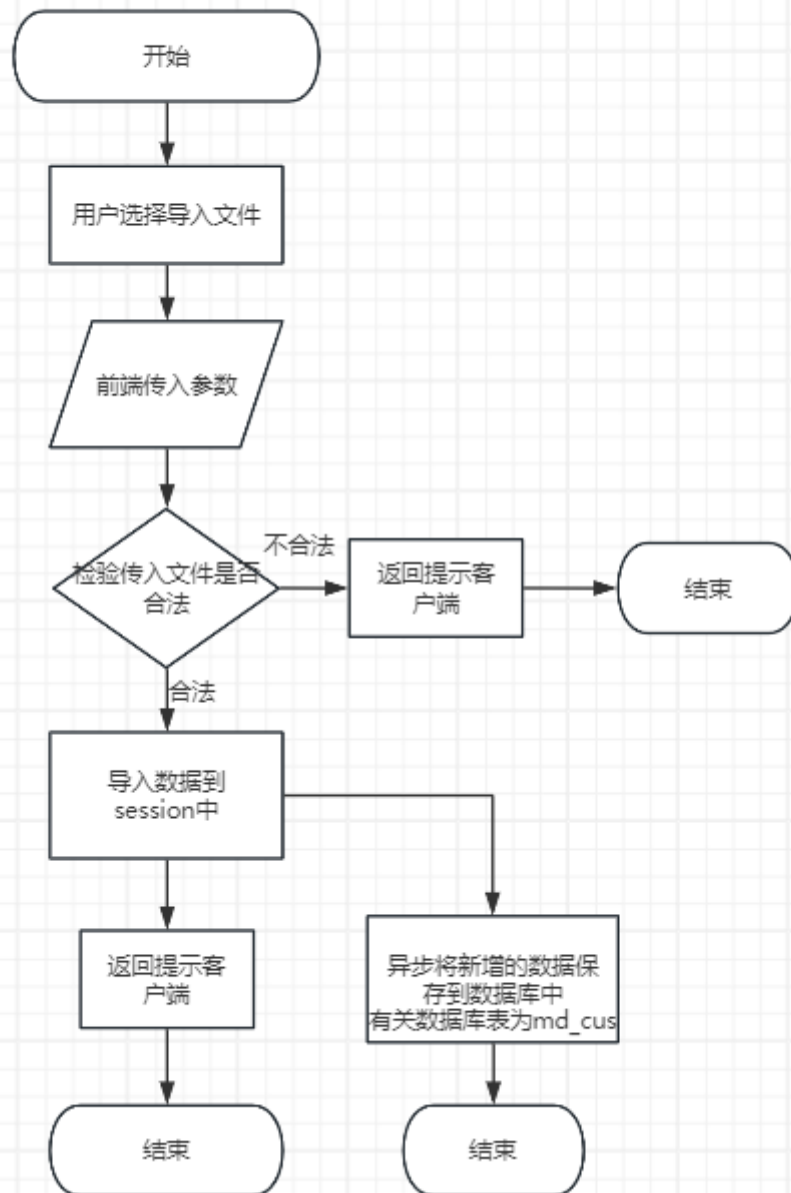 开始
用户选择导入文件
前端传入参数
检验传入文件是否
合法
不合法
返回提示客
户端
结束
合法
导入数据到
session中
返回提示客
户端
异步将新增的数据保
存到数据库中
有关数据库表为md_cus
结束
结束